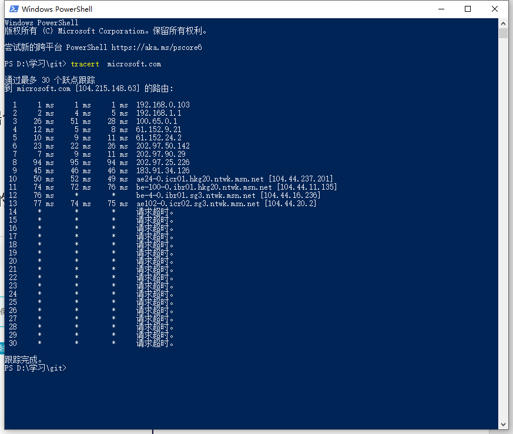 Windows PowerShell
Windows PowerShell
版权所有 (C) Microsoft Corporation。保留所有权利。
尝试新的跨平台 PowerShell https://aka.ms/pscore6
PS D:\学习\git> tracert  microsoft.com
通过最多 30 个跃点跟踪
到 microsoft.com [104.215.148.63] 的路由:
1 1 ms 1 ms 1 ms 192.168.0.103
2 2 ms 4 ms 5 ms 192.168.1.1
3 26 ms 51 ms 28 ms 100.65.0.1
4 12 ms 5 ms 8 ms 61.152.9.21
5 10 ms 9 ms 11 ms 61.152.24.2
6 23 ms 22 ms 26 ms 202.97.50.142
7 7 ms 9 ms 11 ms 202.97.90.29
8 94 ms 95 ms 94 ms 202.97.25.226
9 45 ms 46 ms 46 ms 183.91.34.126
10 50 ms 52 ms 49 ms ae24-0.icr01.hkg20.ntwk.msn.net [104.44.237.201]
11 74 ms 72 ms 76 ms be-100-0.ibr01.hkg20.ntwk.msn.net [104.44.11.135]
12 76 ms * * be-4-0.ibr01.sg3.ntwk.msn.net [104.44.16.236]
13 77 ms 74 ms 75 ms ae102-0.icr02.sg3.ntwk.msn.net [104.44.20.2]
14 * * * 请求超时。
15 * * * 请求超时。
16 * * * 请求超时。
17 * * * 请求超时。
18 * * * 请求超时。
19 * * * 请求超时。
20 * * * 请求超时。
21 * * * 请求超时。
22 * * * 请求超时。
23 * * * 请求超时。
24 * * * 请求超时。
25 * * * 请求超时。
26 * * * 请求超时。
27 * * * 请求超时。
28 * * * 请求超时。
29 * * * 请求超时。
30 * * * 请求超时。
跟踪完成。
PS D:\学习\git>